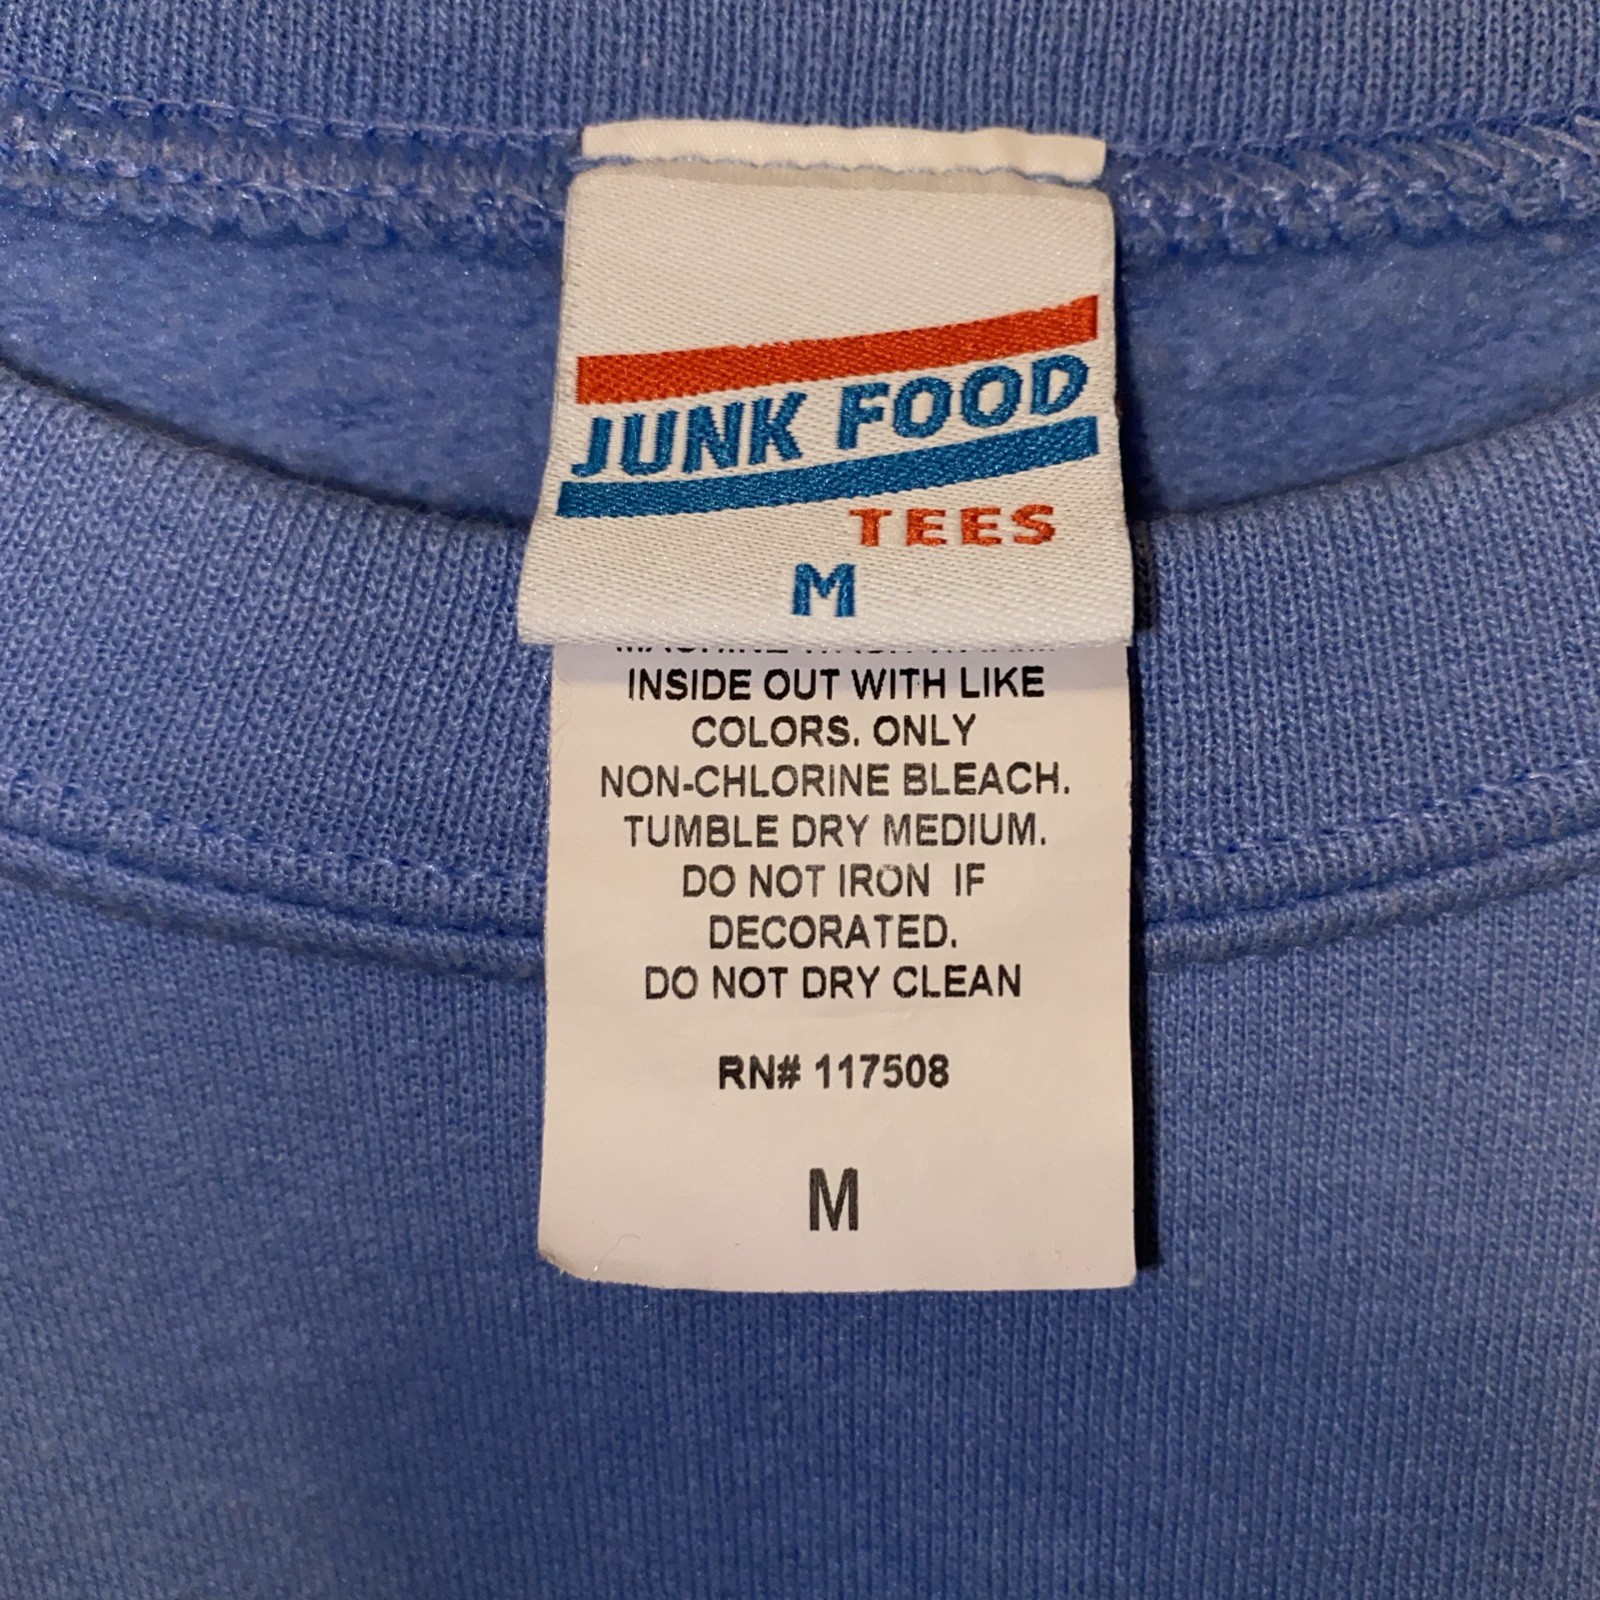 JUNK FOOD
TEES
M
INSIDE OUT WITH LIKE
COLORS. ONLY
NON-CHLORINE BLEACH.
TUMBLE DRY MEDIUM.
DO NOT IRON IF
DECORATED.
DO NOT DRY CLEAN
RN# 117508
M